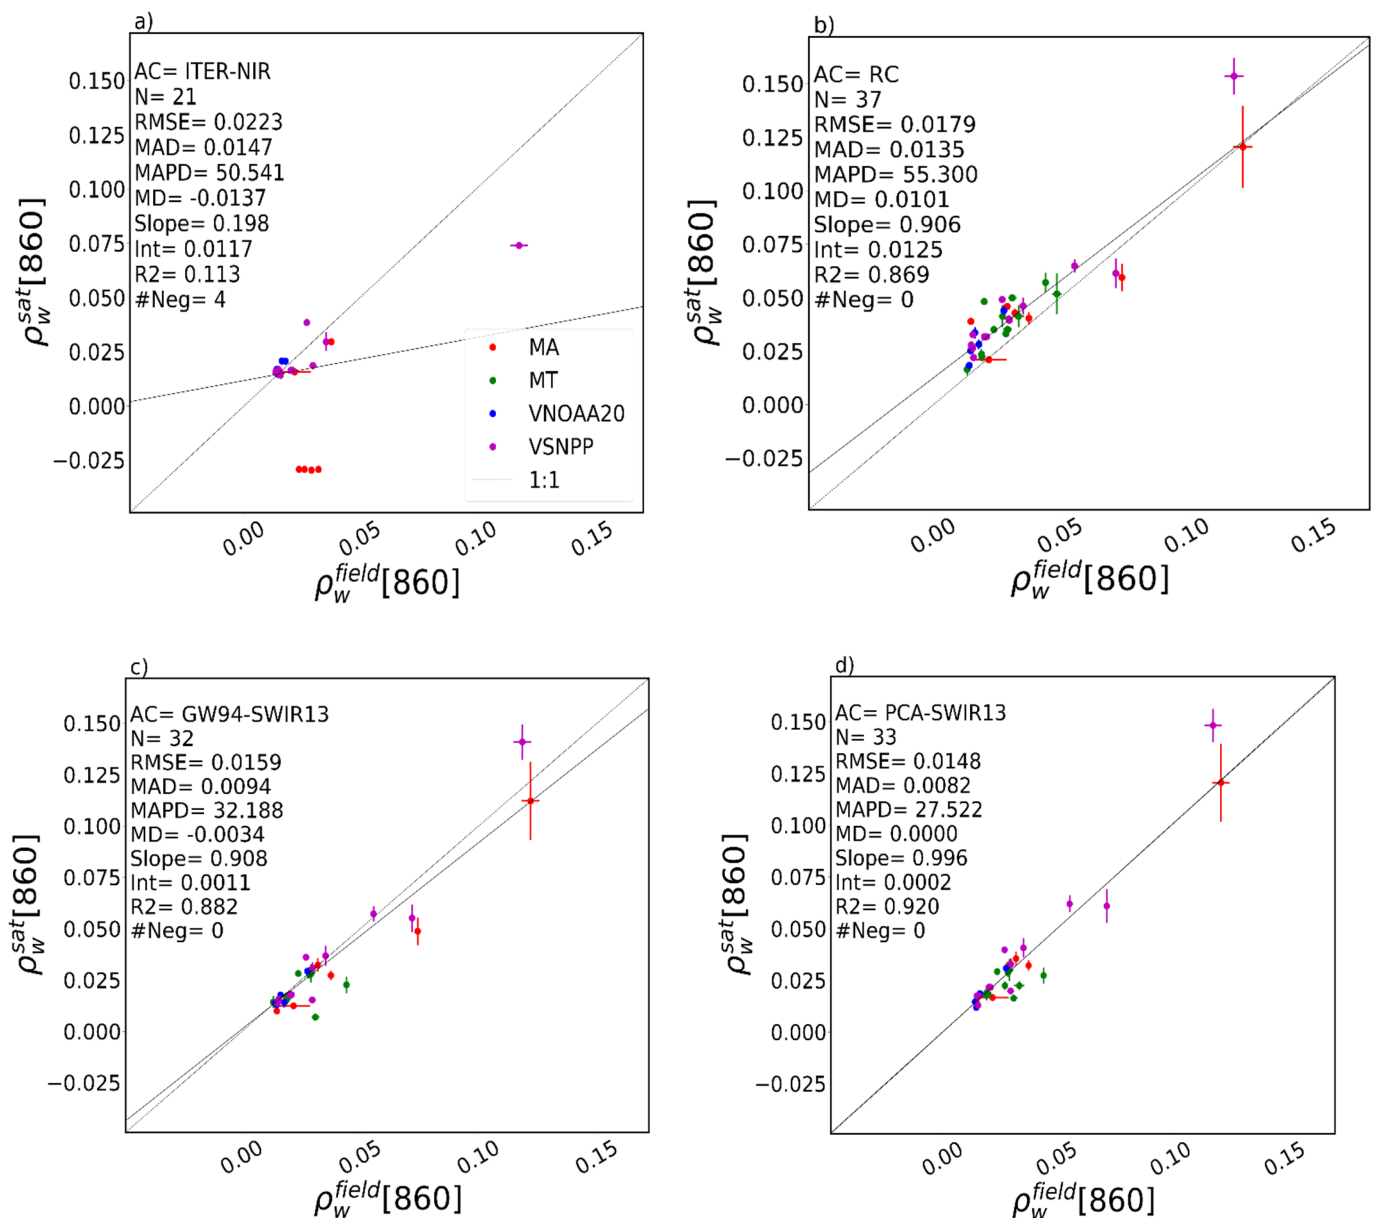 a)
AC= ITER-NIR
N= 21
RMSE= 0.0223
MAD= 0.0147
MAPD= 50.541
MD= -0.0137
Slope= 0.198
Int= 0.0117
R2= 0.113
#Neg= 4
0.150
0.125
0.100
0.075
0.050
0.025
0.000
−0.025
ρ_w^sat[860]
MA
MT
VNOAA20
VSNPP
1:1
0.00 0.05 0.10 0.15
ρ_w^field[860]
b)
AC= RC
N= 37
RMSE= 0.0179
MAD= 0.0135
MAPD= 55.300
MD= 0.0101
Slope= 0.906
Int= 0.0125
R2= 0.869
#Neg= 0
0.150
0.125
0.100
0.075
0.050
0.025
0.000
−0.025
ρ_w^sat[860]
0.00 0.05 0.10 0.15
ρ_w^field[860]
c)
AC= GW94-SWIR13
N= 32
RMSE= 0.0159
MAD= 0.0094
MAPD= 32.188
MD= -0.0034
Slope= 0.908
Int= 0.0011
R2= 0.882
#Neg= 0
0.150
0.125
0.100
0.075
0.050
0.025
0.000
−0.025
ρ_w^sat[860]
0.00 0.05 0.10 0.15
ρ_w^field[860]
d)
AC= PCA-SWIR13
N= 33
RMSE= 0.0148
MAD= 0.0082
MAPD= 27.522
MD= 0.0000
Slope= 0.996
Int= 0.0002
R2= 0.920
#Neg= 0
0.150
0.125
0.100
0.075
0.050
0.025
0.000
−0.025
ρ_w^sat[860]
0.00 0.05 0.10 0.15
ρ_w^field[860]